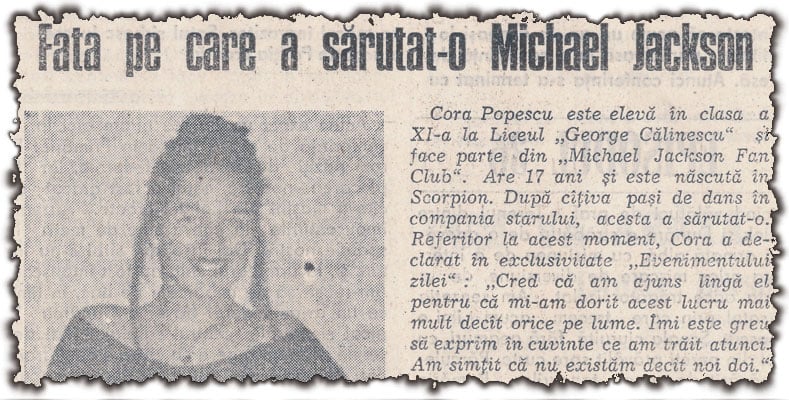 Fata pe care a sărutat-o Michael Jackson
Cora Popescu este elevă în clasa a
XI-a la Liceul „George Călinescu“ și
face parte din „Michael Jackson Fan
Club“. Are 17 ani și este născută în
Scorpion. După cîțiva pași de dans în
compania starului, acesta a sărutat-o.
Referitor la acest moment, Cora a de-
clarat în exclusivitate „Evenimentului
zilei“: „Cred că am ajuns lîngă el
pentru că mi-am dorit acest lucru mai
mult decît orice pe lume. Îmi este greu
să exprim în cuvinte ce am trăit atunci.
Am simțit că nu existăm decît noi doi.“